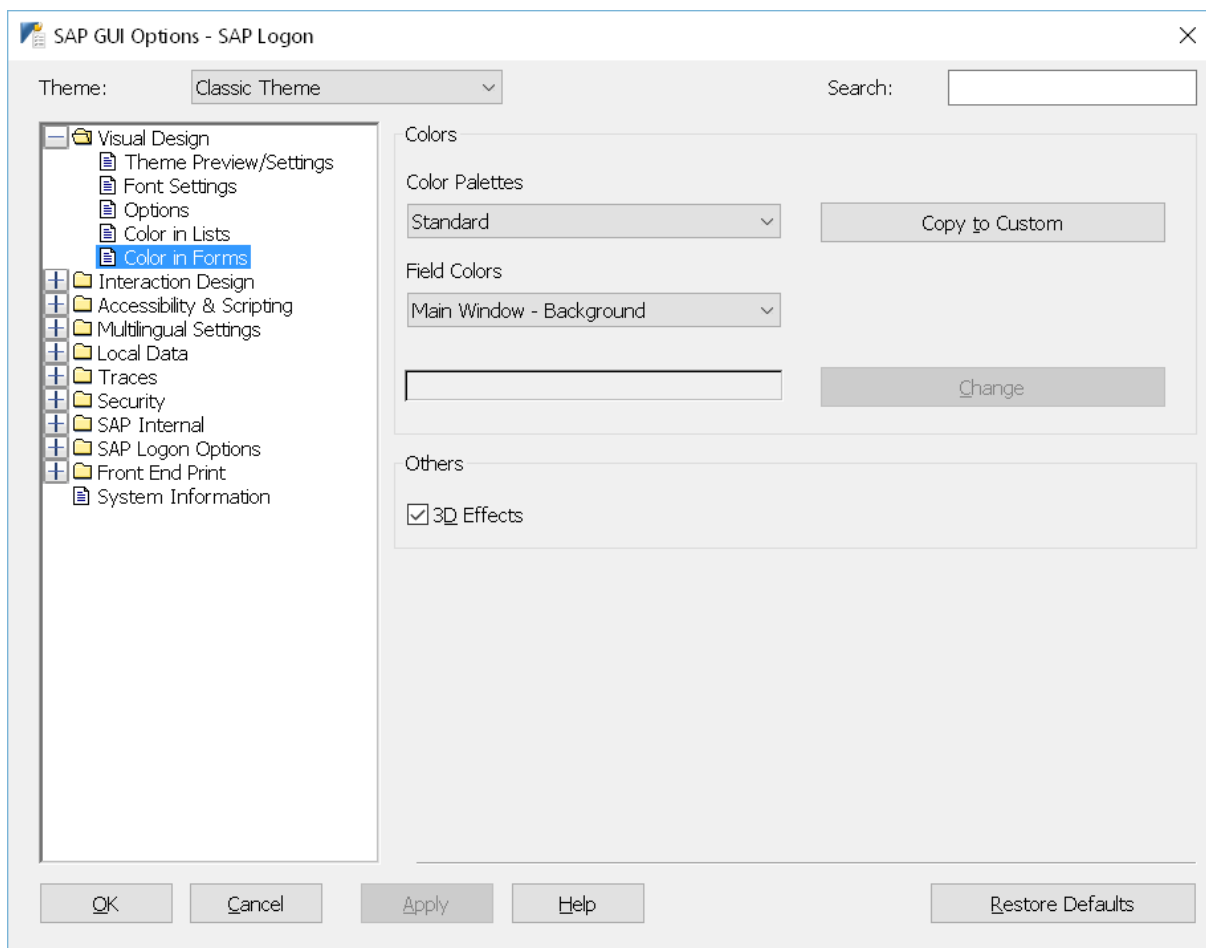 SAP GUI Options - SAP Logon
Theme: Classic Theme Search:
Visual Design
Theme Preview/Settings
Font Settings
Options
Color in Lists
Color in Forms
Interaction Design
Accessibility & Scripting
Multilingual Settings
Local Data
Traces
Security
SAP Internal
SAP Logon Options
Front End Print
System Information
Colors
Color Palettes
Standard Copy to Custom
Field Colors
Main Window - Background
Change
Others
3D Effects
OK Cancel Apply Help Restore Defaults